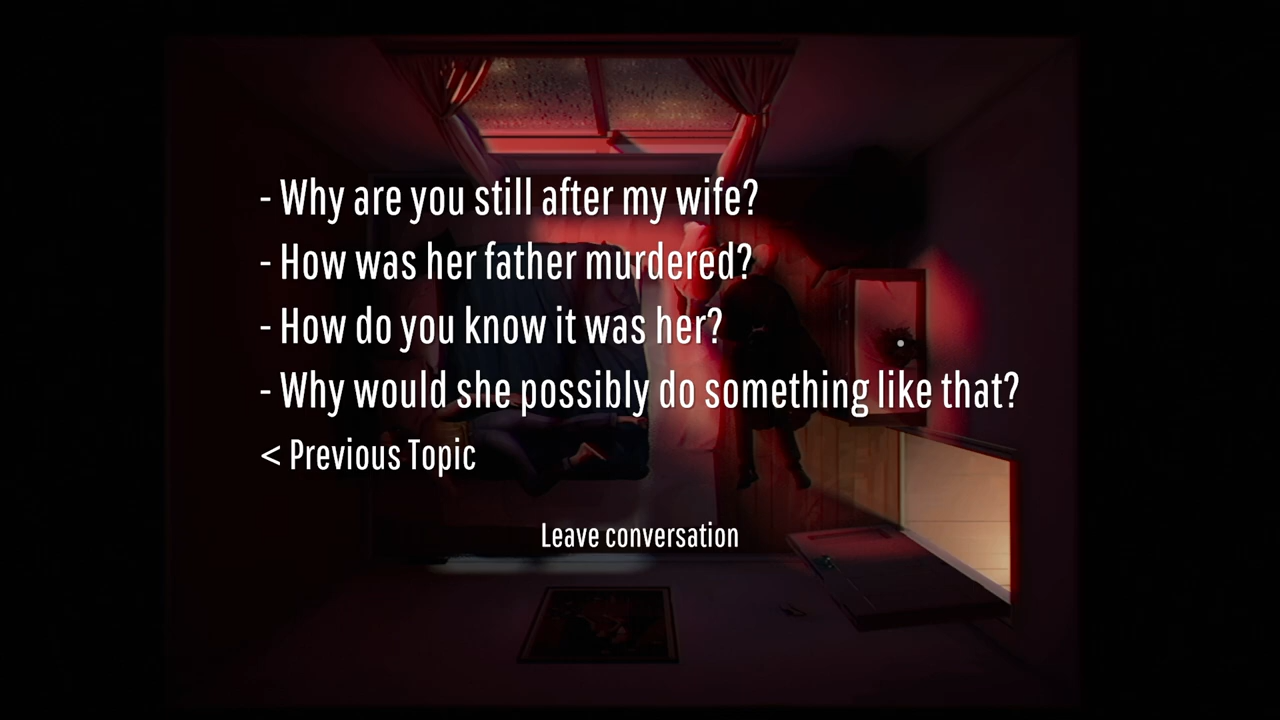 - Why are you still after my wife?
- How was her father murdered?
- How do you know it was her?
- Why would she possibly do something like that?
< Previous Topic
Leave conversation